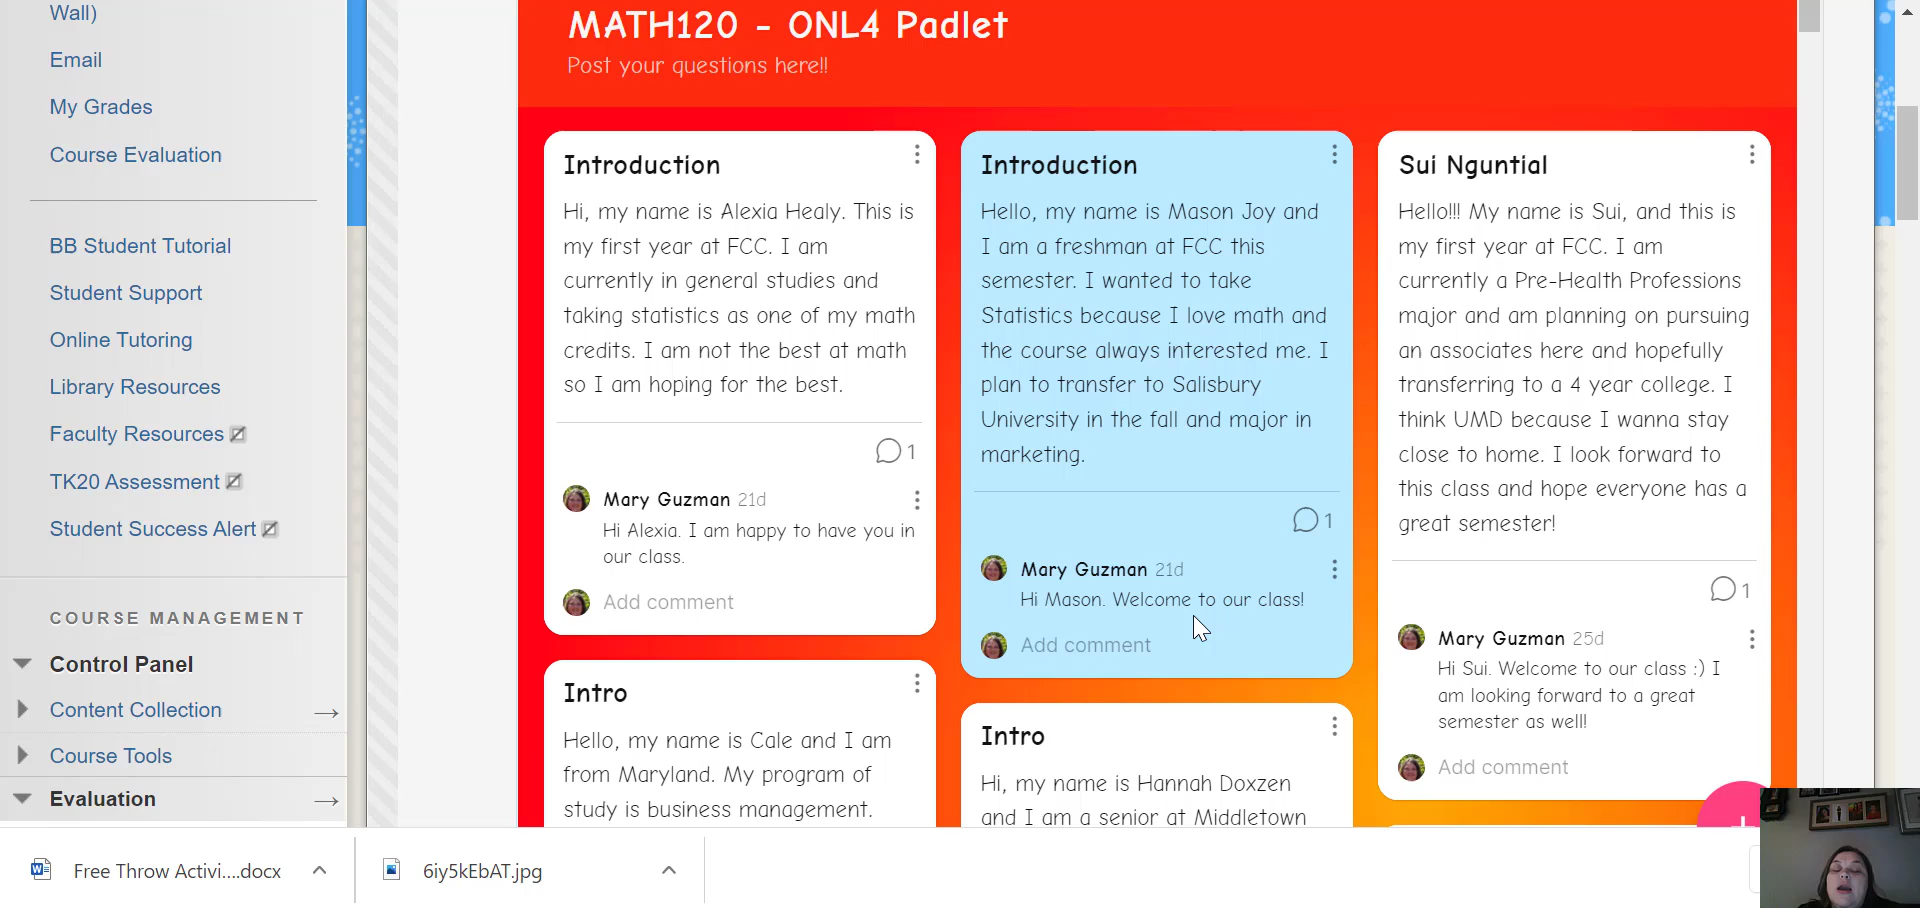 Wall)
Email
My Grades
Course Evaluation
BB Student Tutorial
Student Support
Online Tutoring
Library Resources
Faculty Resources
TK20 Assessment
Student Success Alert
COURSE MANAGEMENT
Control Panel
Content Collection
Course Tools
Evaluation
MATH120 - ONL4 Padlet
Post your questions here!!
Introduction
Hi, my name is Alexia Healy. This is
my first year at FCC. I am
currently in general studies and
taking statistics as one of my math
credits. I am not the best at math
so I am hoping for the best.
1
Mary Guzman 21d
Hi Alexia. I am happy to have you in
our class.
Add comment
Intro
Hello, my name is Cale and I am
from Maryland. My program of
study is business management.
Introduction
Hello, my name is Mason Joy and
I am a freshman at FCC this
semester. I wanted to take
Statistics because I love math and
the course always interested me. I
plan to transfer to Salisbury
University in the fall and major in
marketing.
1
Mary Guzman 21d
Hi Mason. Welcome to our class!
Add comment
Intro
Hi, my name is Hannah Doxzen
and I am a senior at Middletown
Sui Nguntial
Hello!!! My name is Sui, and this is
my first year at FCC. I am
currently a Pre-Health Professions
major and am planning on pursuing
an associates here and hopefully
transferring to a 4 year college. I
think UMD because I wanna stay
close to home. I look forward to
this class and hope everyone has a
great semester!
1
Mary Guzman 25d
Hi Sui. Welcome to our class :) I
am looking forward to a great
semester as well!
Add comment
Free Throw Activi....docx
6iy5kEbAT.jpg